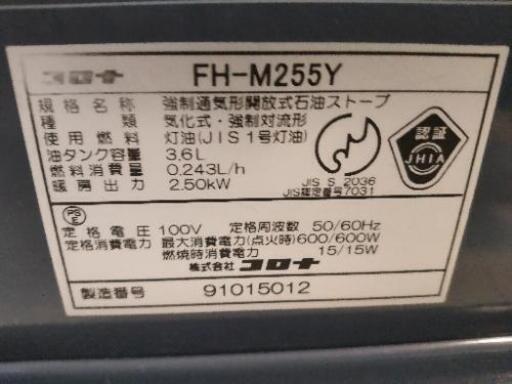 コロナ FH-M255Y
規格名称 強制通気形開放式石油ストーブ
種類 気化式・強制対流形
使用燃料 灯油(JIS1号灯油)
油タンク容量 3.6L
燃料消費量 0.243L/h
暖房出力 2.50kW
JIS S 2036
JIS認定番号7031
認証
JHIA
PSE
定格電圧 100V 定格周波数 50/60Hz
定格消費電力 最大消費電力(点火時)600/600W
燃焼時消費電力 15/15W
株式会社コロナ
製造番号 91015012